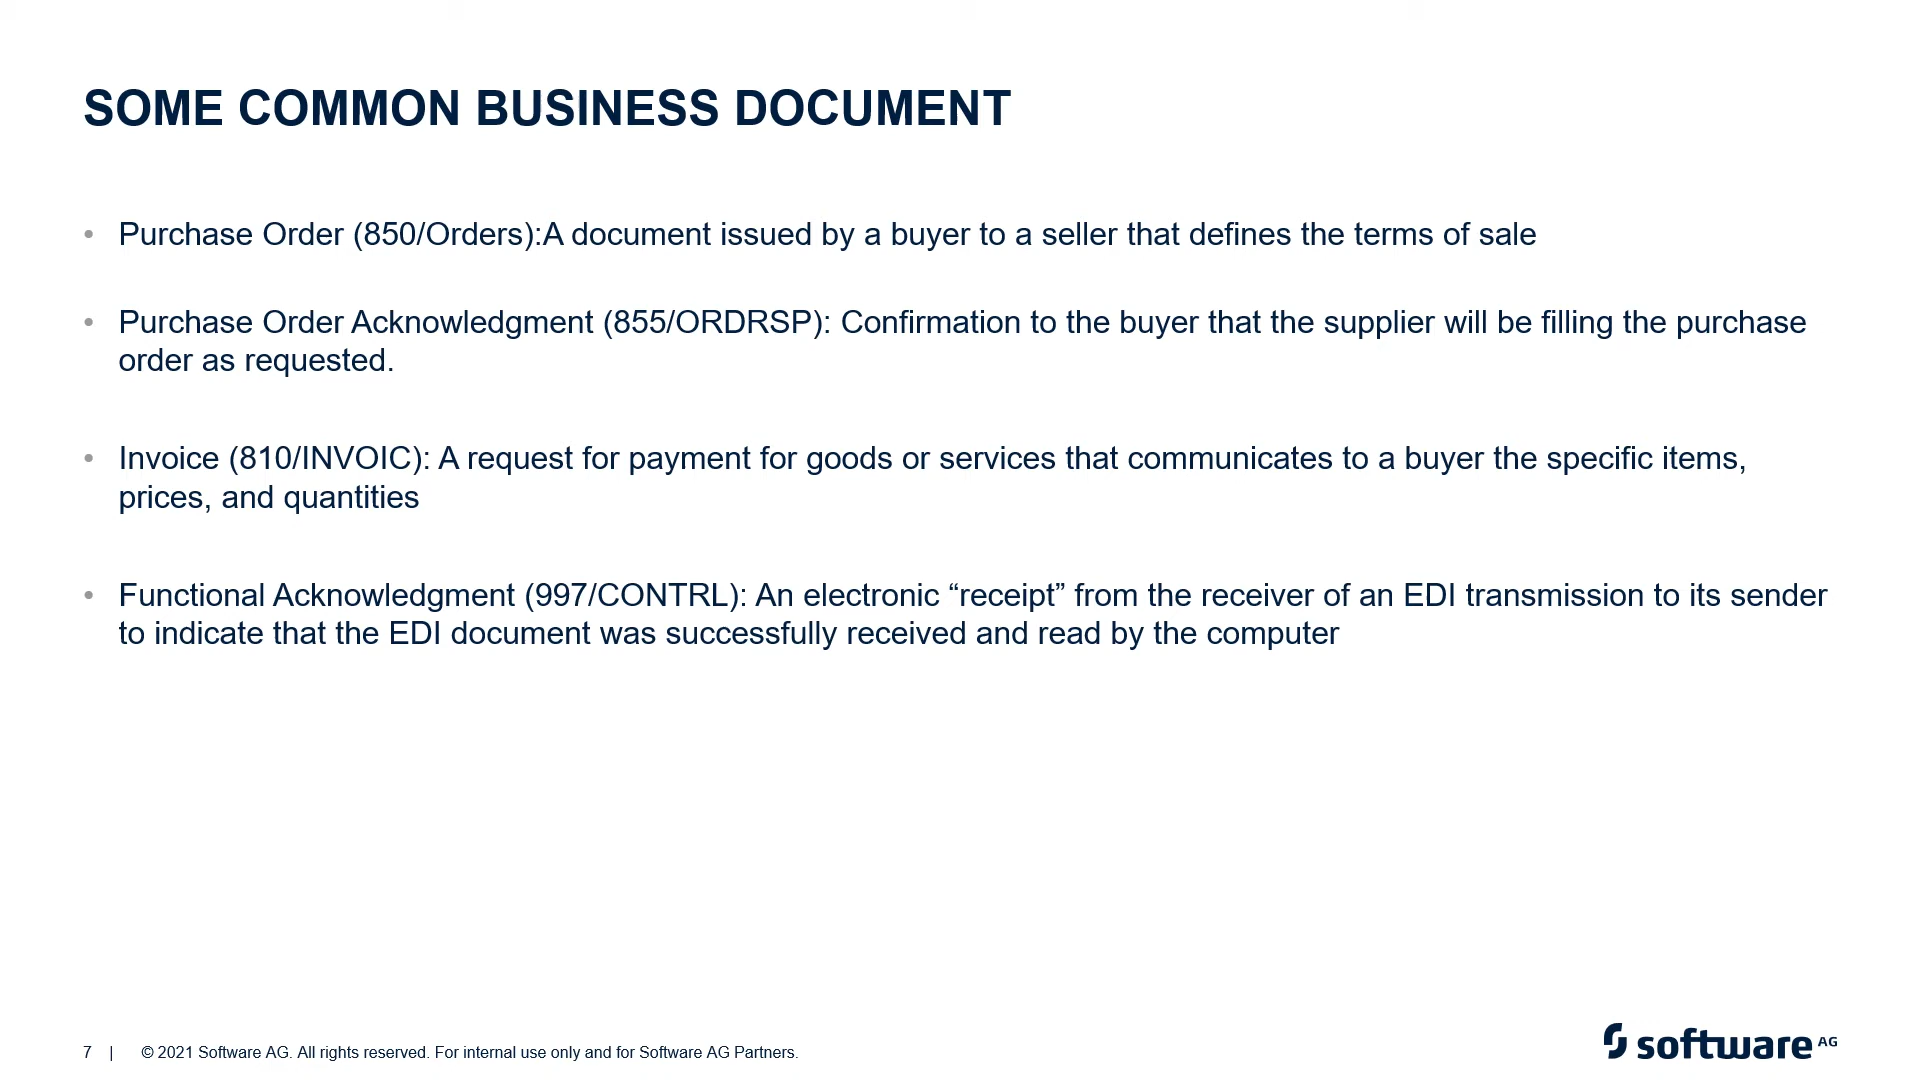 SOME COMMON BUSINESS DOCUMENT
• Purchase Order (850/Orders):A document issued by a buyer to a seller that defines the terms of sale
• Purchase Order Acknowledgment (855/ORDRSP): Confirmation to the buyer that the supplier will be filling the purchase
order as requested.
• Invoice (810/INVOIC): A request for payment for goods or services that communicates to a buyer the specific items,
prices, and quantities
• Functional Acknowledgment (997/CONTRL): An electronic “receipt” from the receiver of an EDI transmission to its sender
to indicate that the EDI document was successfully received and read by the computer
7 | © 2021 Software AG. All rights reserved. For internal use only and for Software AG Partners.
software AG